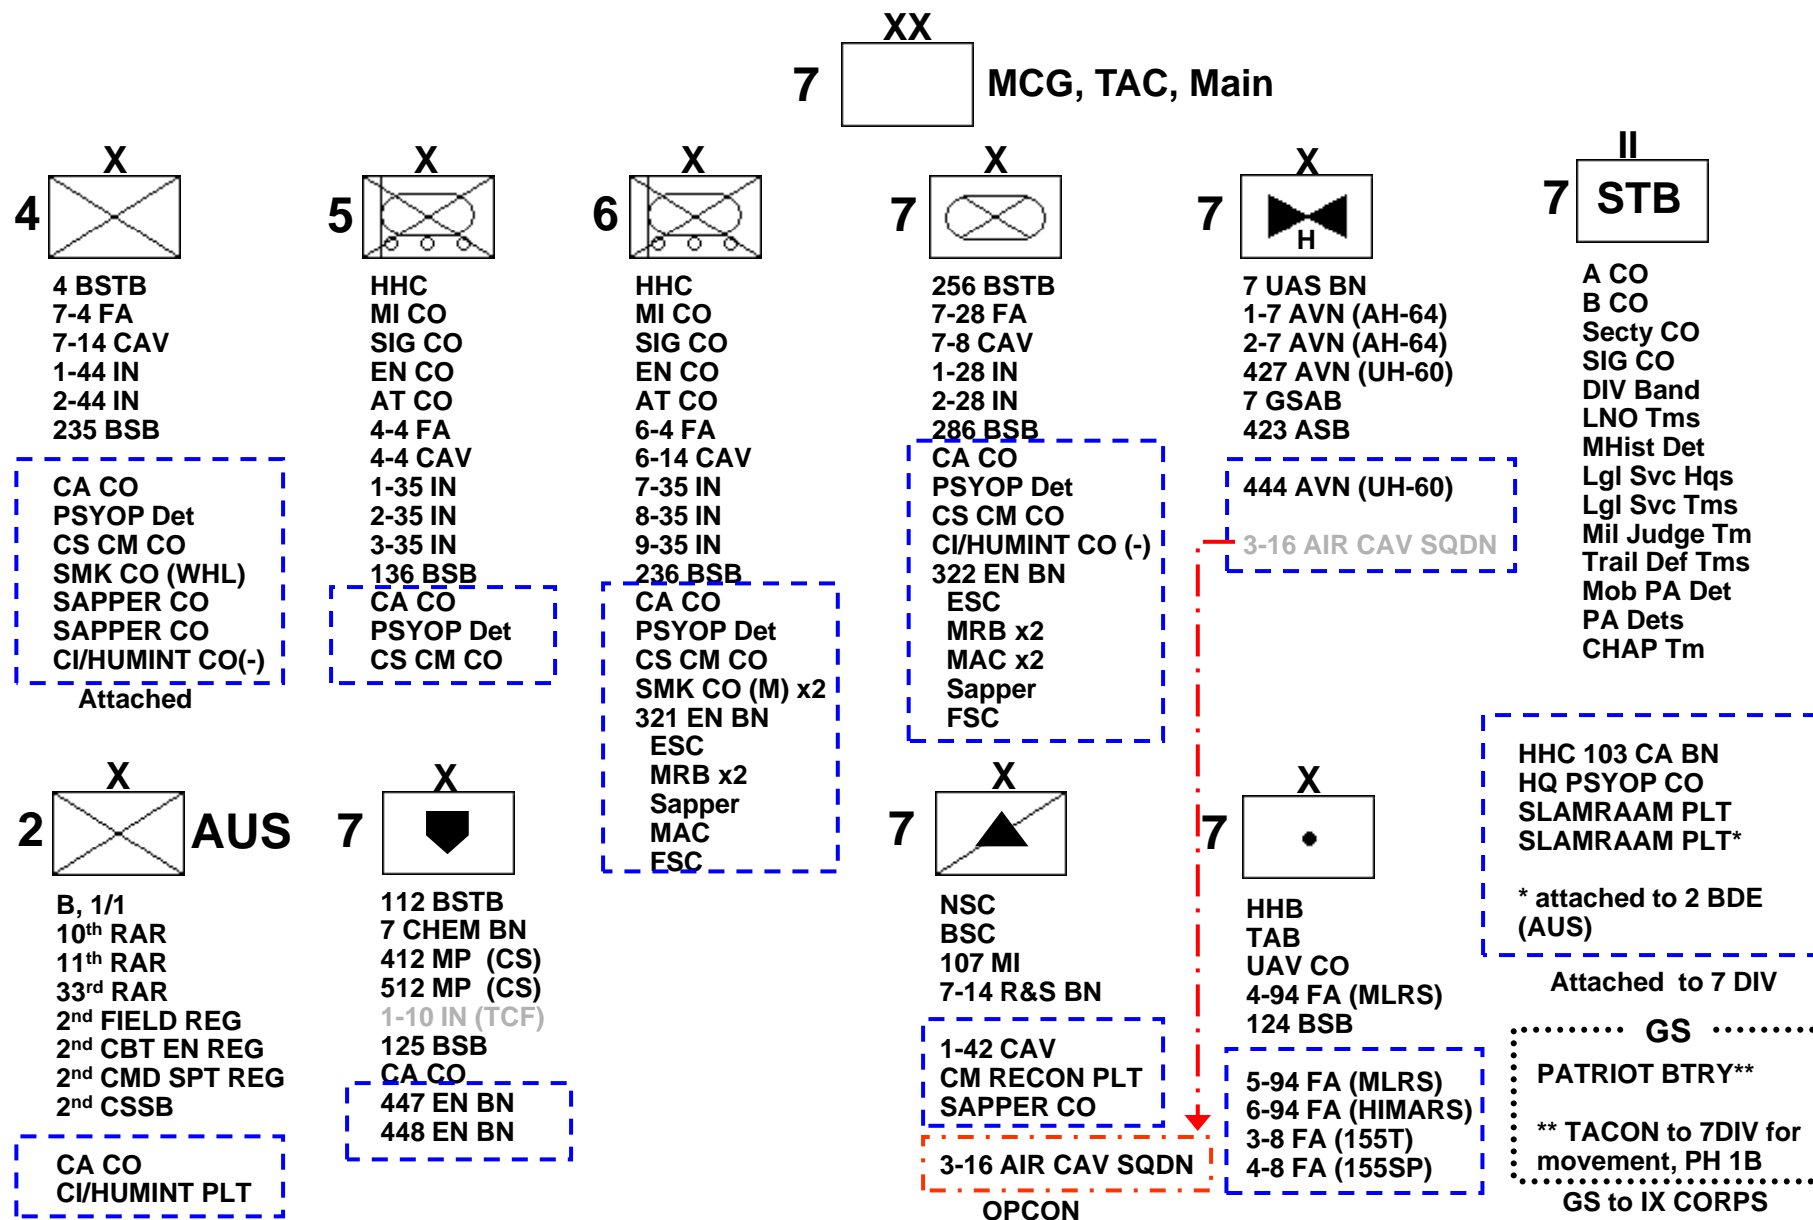 XX
7 MCG, TAC, Main
X
4
4 BSTB
7-4 FA
7-14 CAV
1-44 IN
2-44 IN
235 BSB
CA CO
PSYOP Det
CS CM CO
SMK CO (WHL)
SAPPER CO
SAPPER CO
CI/HUMINT CO(-)
Attached
X
5
HHC
MI CO
SIG CO
EN CO
AT CO
4-4 FA
4-4 CAV
1-35 IN
2-35 IN
3-35 IN
136 BSB
CA CO
PSYOP Det
CS CM CO
X
6
HHC
MI CO
SIG CO
EN CO
AT CO
6-4 FA
6-14 CAV
7-35 IN
8-35 IN
9-35 IN
236 BSB
CA CO
PSYOP Det
CS CM CO
SMK CO (M) x2
321 EN BN
ESC
MRB x2
Sapper
MAC
FSC
X
7
256 BSTB
7-28 FA
7-8 CAV
1-28 IN
2-28 IN
286 BSB
CA CO
PSYOP Det
CS CM CO
CI/HUMINT CO (-)
322 EN BN
ESC
MRB x2
MAC x2
Sapper
FSC
X
7
H
7 UAS BN
1-7 AVN (AH-64)
2-7 AVN (AH-64)
427 AVN (UH-60)
7 GSAB
423 ASB
444 AVN (UH-60)
3-16 AIR CAV SQDN
II
7 STB
A CO
B CO
Secty CO
SIG CO
DIV Band
LNO Tms
MHist Det
Lgl Svc Hqs
Lgl Svc Tms
Mil Judge Tm
Trail Def Tms
Mob PA Det
PA Dets
CHAP Tm
X
2 AUS
B, 1/1
10th RAR
11th RAR
33rd RAR
2nd FIELD REG
2nd CBT EN REG
2nd CMD SPT REG
2nd CSSB
CA CO
CI/HUMINT PLT
X
7
112 BSTB
7 CHEM BN
412 MP (CS)
512 MP (CS)
1-10 IN (TCF)
125 BSB
CA CO
447 EN BN
448 EN BN
X
7
NSC
BSC
107 MI
7-14 R&S BN
1-42 CAV
CM RECON PLT
SAPPER CO
3-16 AIR CAV SQDN
OPCON
X
7
HHB
TAB
UAV CO
4-94 FA (MLRS)
124 BSB
5-94 FA (MLRS)
6-94 FA (HIMARS)
3-8 FA (155T)
4-8 FA (155SP)
HHC 103 CA BN
HQ PSYOP CO
SLAMRAAM PLT
SLAMRAAM PLT*
* attached to 2 BDE
(AUS)
Attached to 7 DIV
GS
PATRIOT BTRY**
** TACON to 7DIV for
movement, PH 1B
GS to IX CORPS